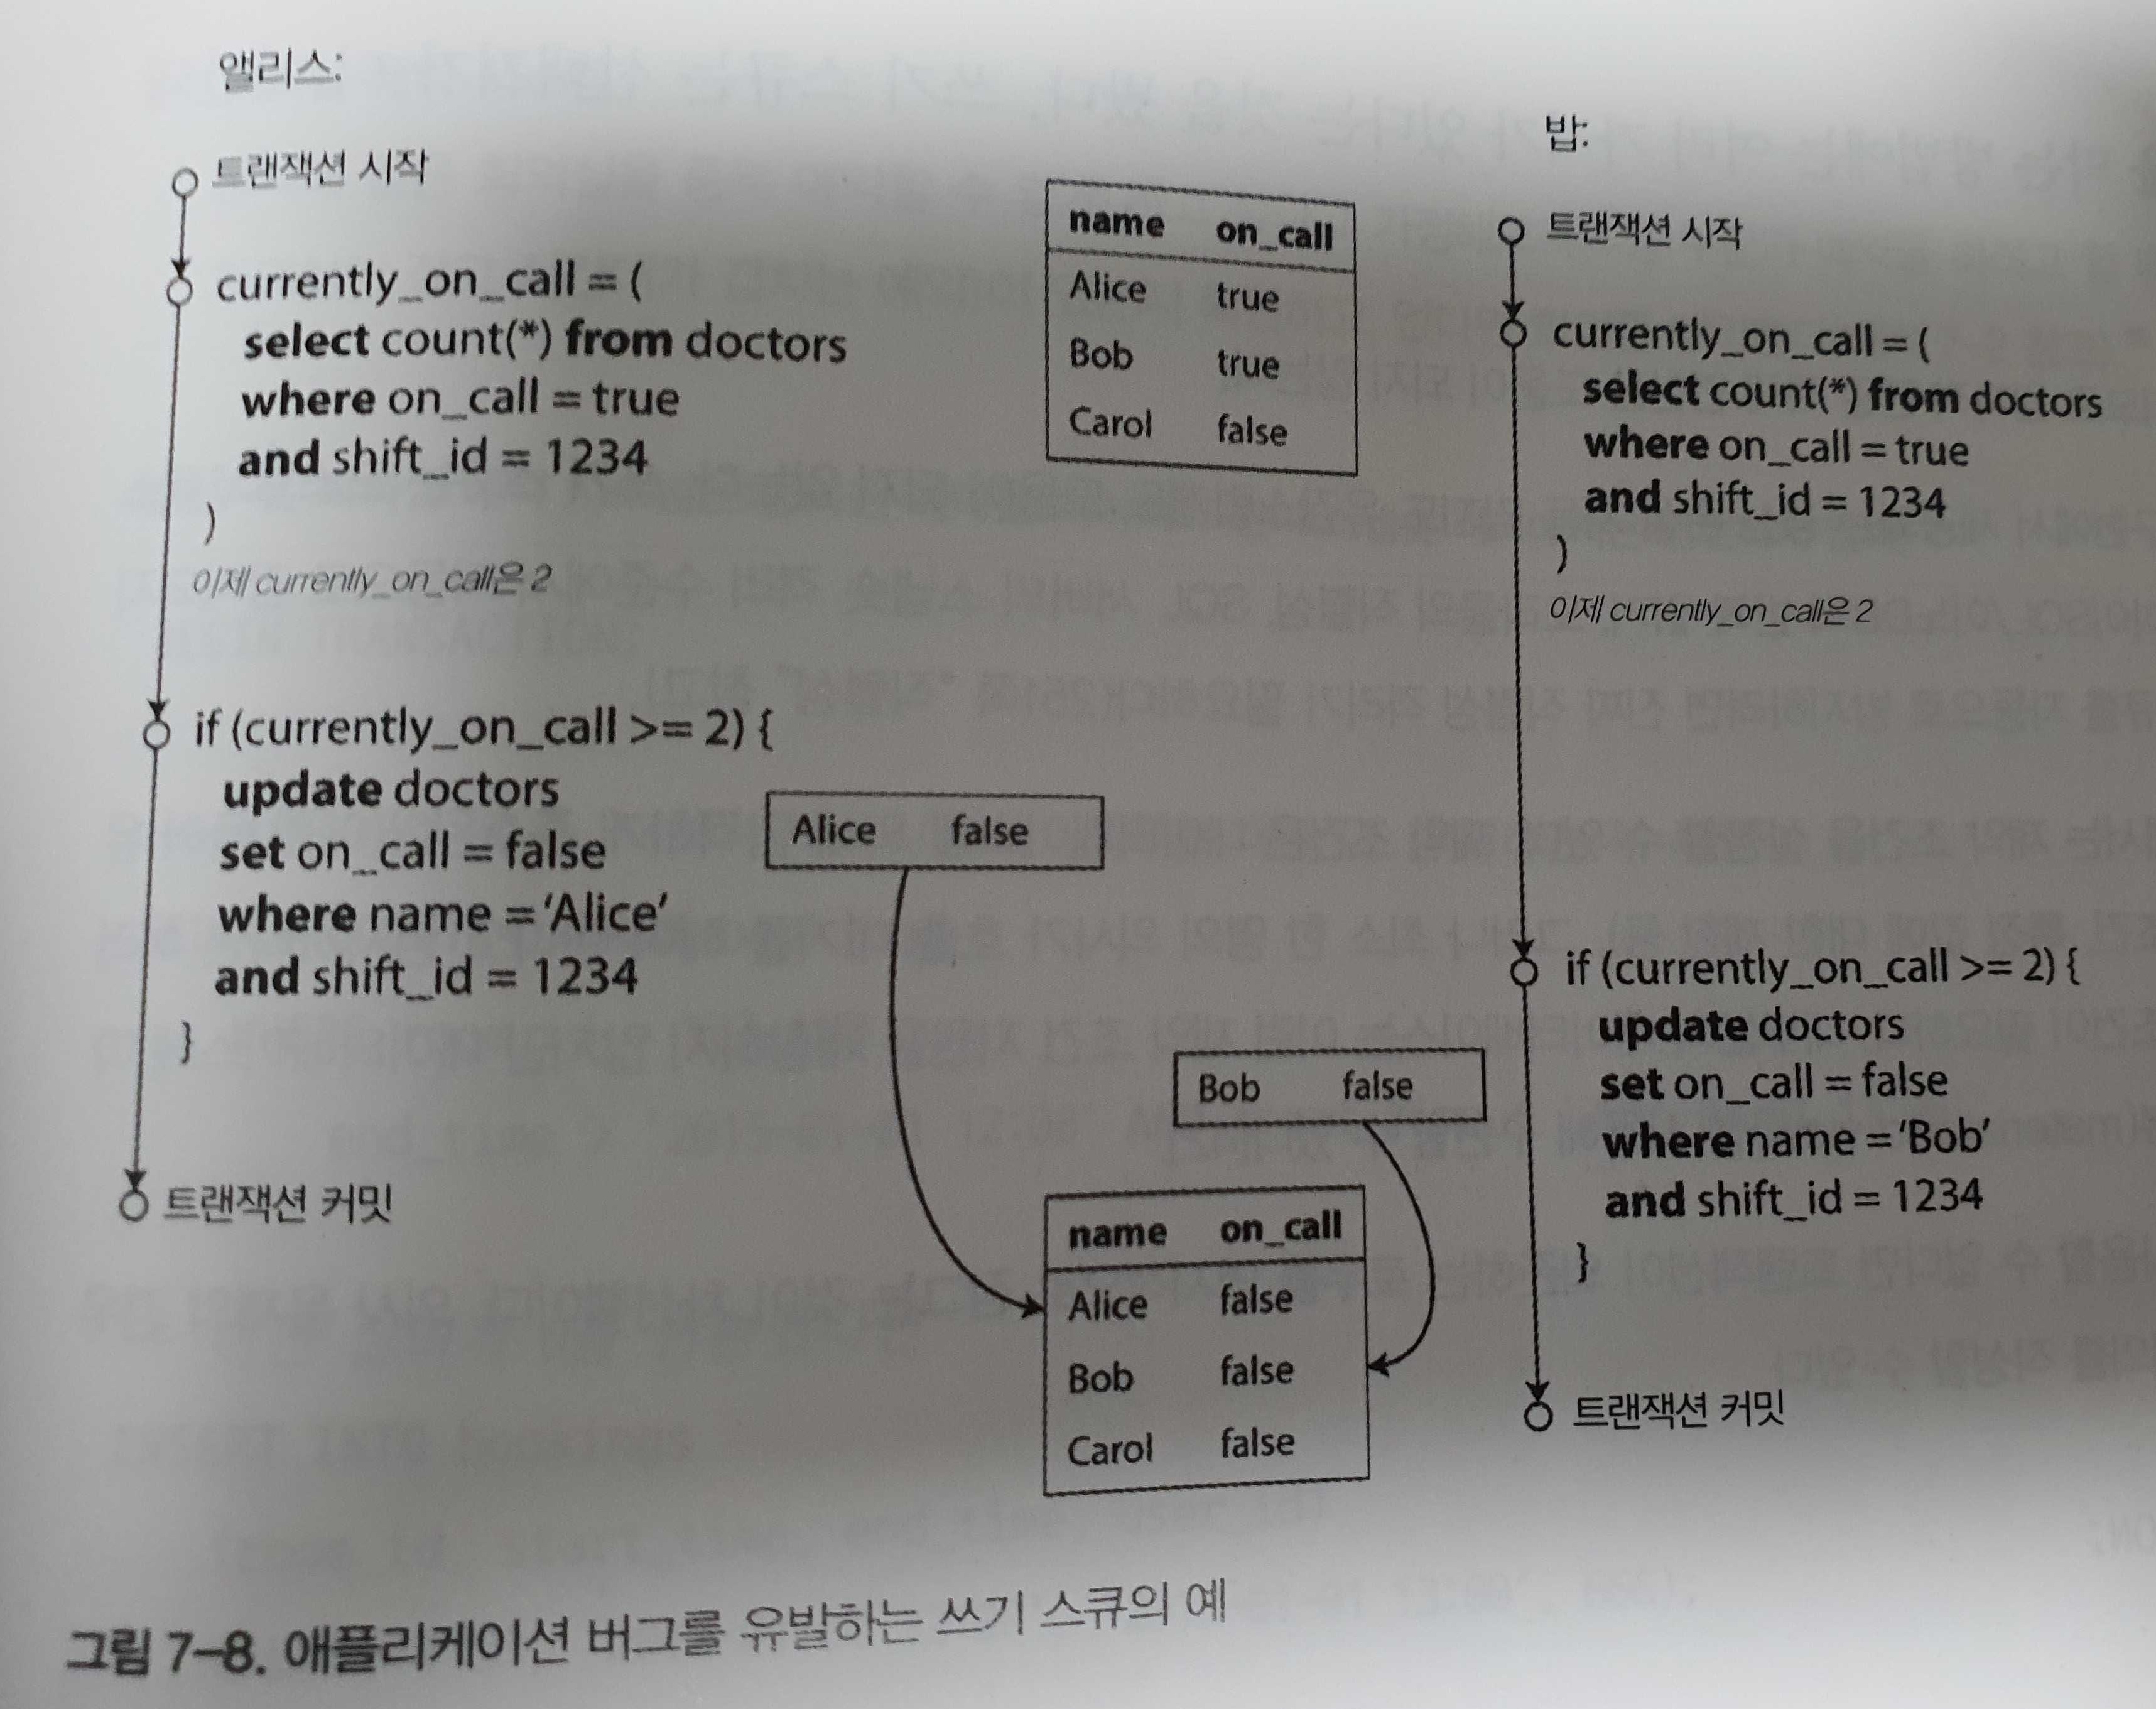 앨리스:
트랜잭션 시작
currently_on_call = (
select count(*) from doctors
where on_call = true
and shift_id = 1234
)
이제 currently_on_call은 2
if (currently_on_call >= 2) {
update doctors
set on_call = false
where name = ‘Alice’
and shift_id = 1234
}
트랜잭션 커밋
name on_call
Alice true
Bob true
Carol false
Alice false
Bob false
name on_call
Alice false
Bob false
Carol false
밥:
트랜잭션 시작
currently_on_call = (
select count(*) from doctors
where on_call = true
and shift_id = 1234
)
이제 currently_on_call은 2
if (currently_on_call >= 2) {
update doctors
set on_call = false
where name = ‘Bob’
and shift_id = 1234
}
트랜잭션 커밋
그림 7-8. 애플리케이션 버그를 유발하는 쓰기 스큐의 예